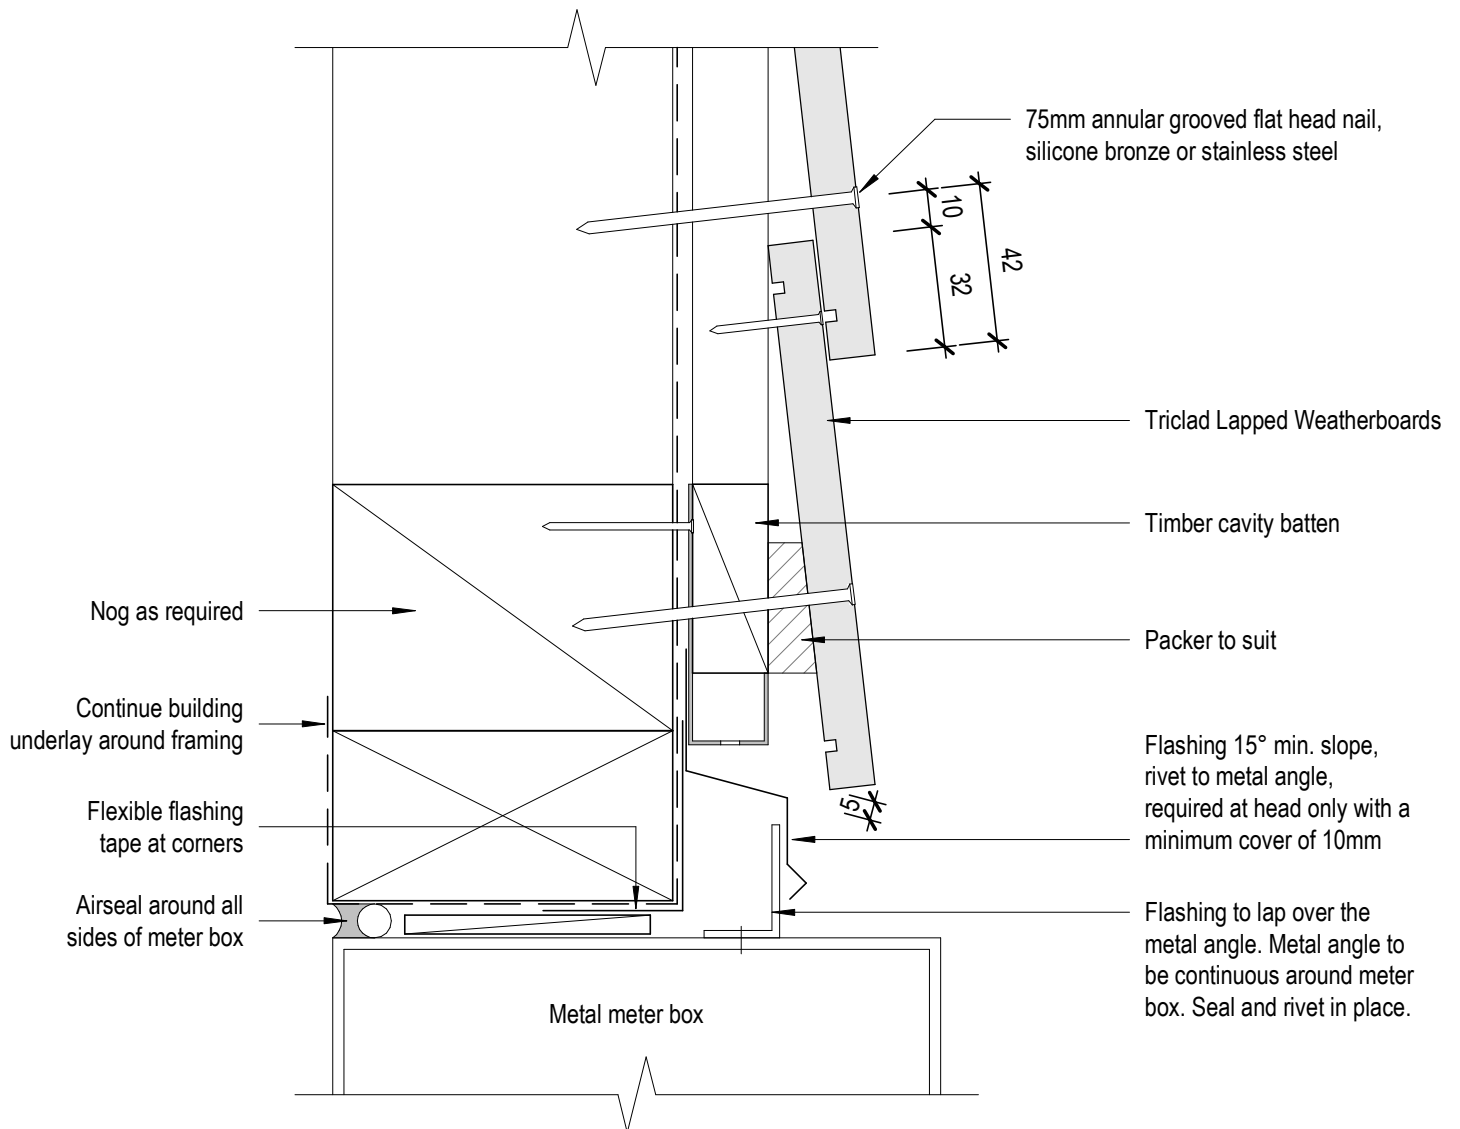 75mm annular grooved flat head nail,
silicone bronze or stainless steel
10
42
32
Triclad Lapped Weatherboards
Timber cavity batten
Nog as required
Packer to suit
Continue building
underlay around framing
Flashing 15° min. slope,
rivet to metal angle,
required at head only with a
minimum cover of 10mm
5
Flexible flashing
tape at corners
Airseal around all
sides of meter box
Flashing to lap over the
metal angle. Metal angle to
be continuous around meter
box. Seal and rivet in place.
Metal meter box